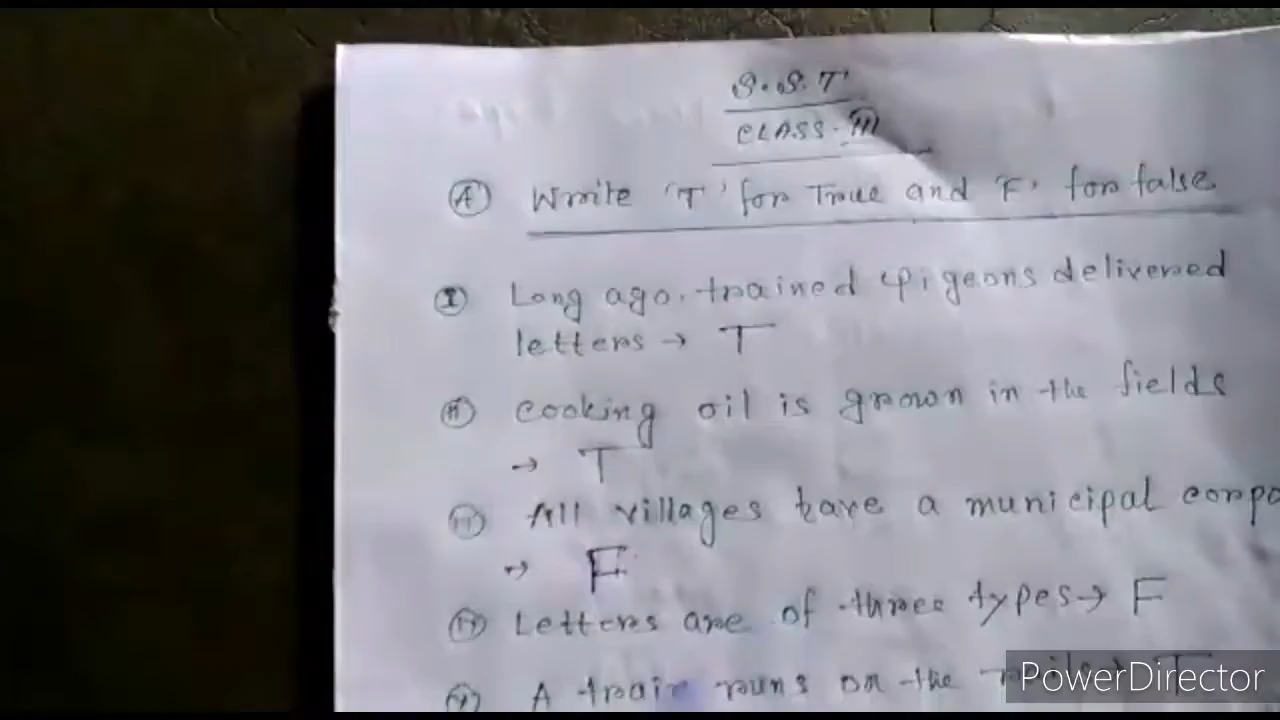 S.S.T
CLASS-III
(A) Write 'T' for True and 'F' for false
(I) Long ago, trained pigeons delivered
letters → T
(II) Cooking oil is grown in the fields
→ T
(III) All villages have a municipal corpo
→ F
(IV) Letters are of three types → F
(V) A train runs on the T
PowerDirector